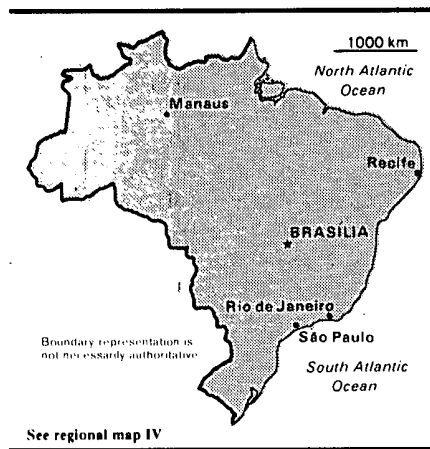 1000 km
North Atlantic
Ocean
Manaus
Recife
BRASÍLIA
Rio de Janeiro
São Paulo
Boundary representation is
not necessarily authoritative
South Atlantic
Ocean
See regional map IV